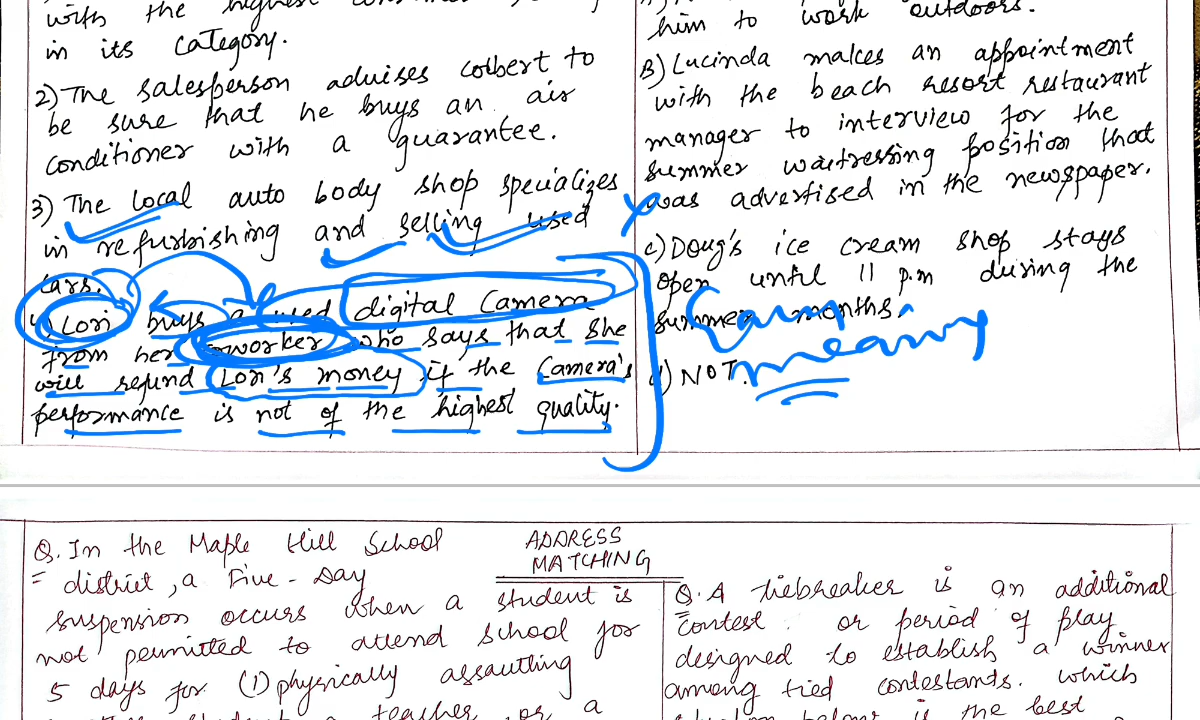 with the highest
in its category.
2) The salesperson advises colbert to
be sure that he buys an air
conditioner with a guarantee.
3) The Local auto body shop specializes
in refurbishing and selling used
cars.
4) Lori buys a used digital Camera
from her coworker who says that she
will refund Lori's money if the Camera's
performance is not of the highest quality.
him to work outdoors.
B) Lucinda makes an appointment
with the beach resort restaurant
manager to interview for the
summer waitressing position that
was advertised in the newspaper.
c) Doug's ice cream shop stays
open until 11 p.m during the
summer months.
d) NOT.
meaning
ADDRESS
MATCHING
Q. In the Maple Hill School
district, a Five-Day
suspension occurs when a student is
not permitted to attend school for
5 days for (1) physically assaulting
a teacher or a
Q. A tiebreaker is an additional
contest or period of play
designed to establish a winner
among tied contestants. which
is the best